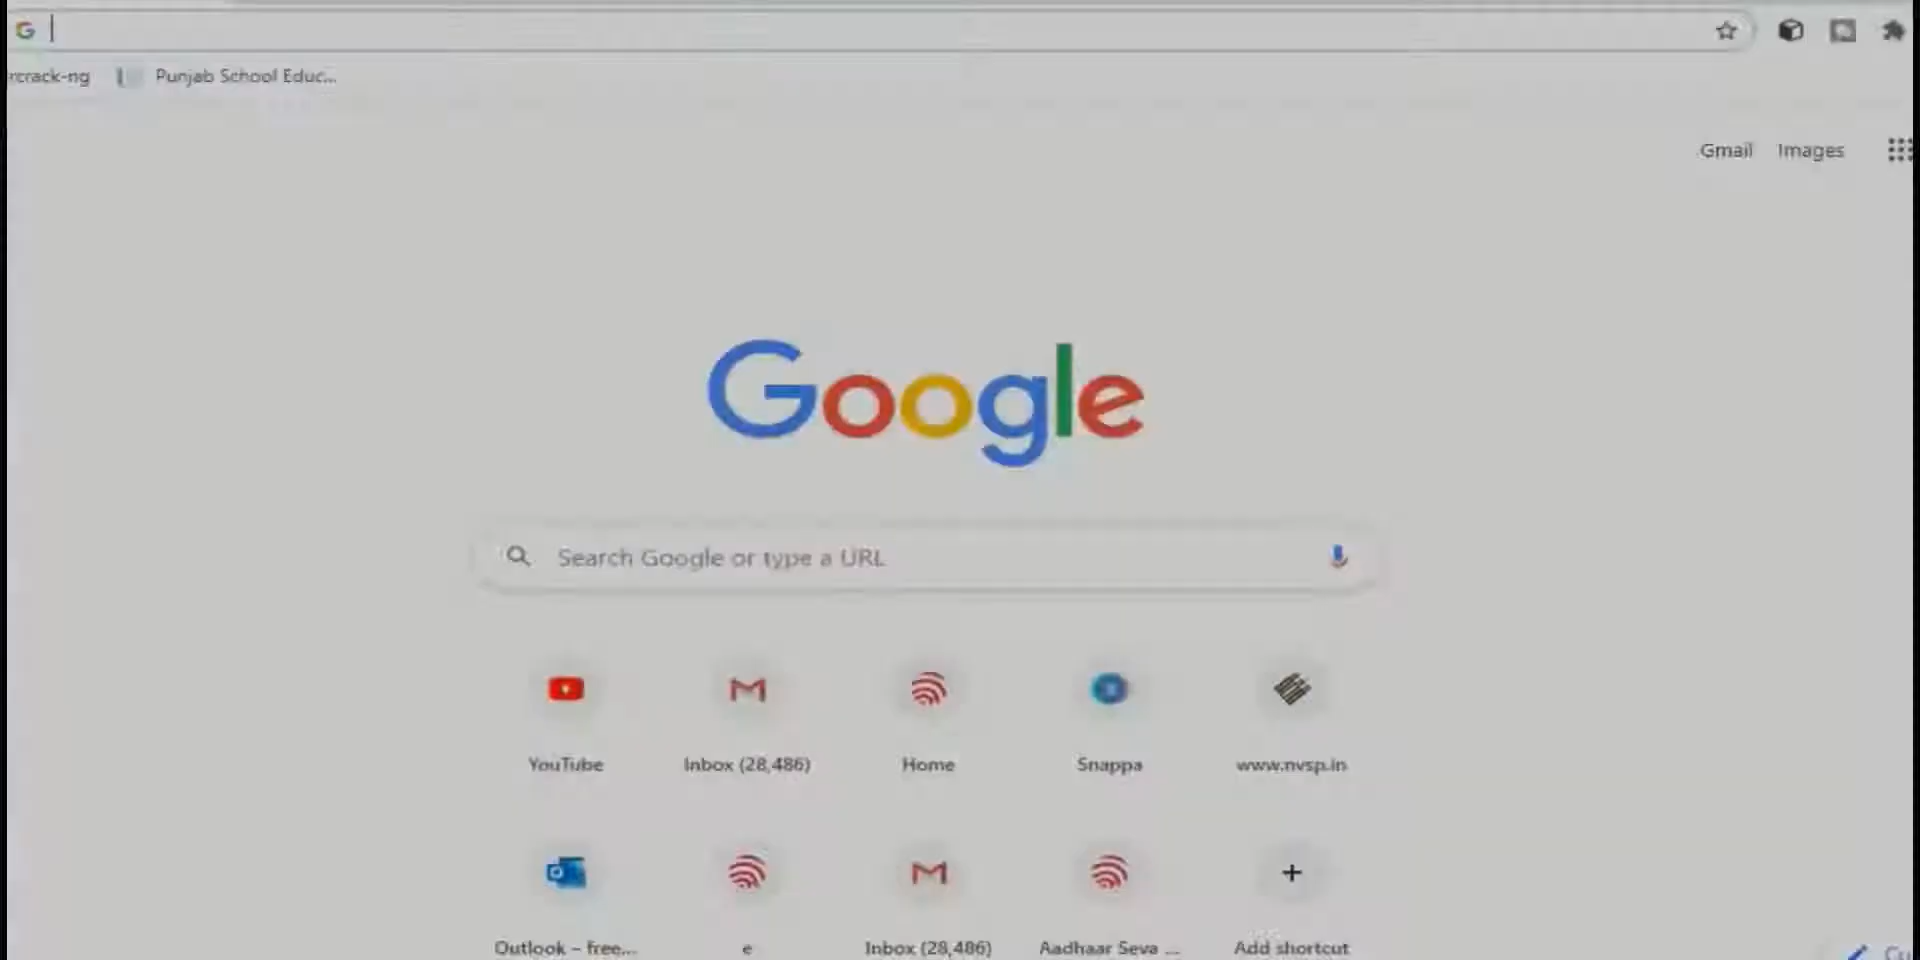 rcrack-ng Punjab School Educ...
Gmail Images
Google
Search Google or type a URL
YouTube Inbox (28,486) Home Snappa www.nvsp.in
Outlook – free... e Inbox (28,486) Aadhaar Seva ... Add shortcut
Cu